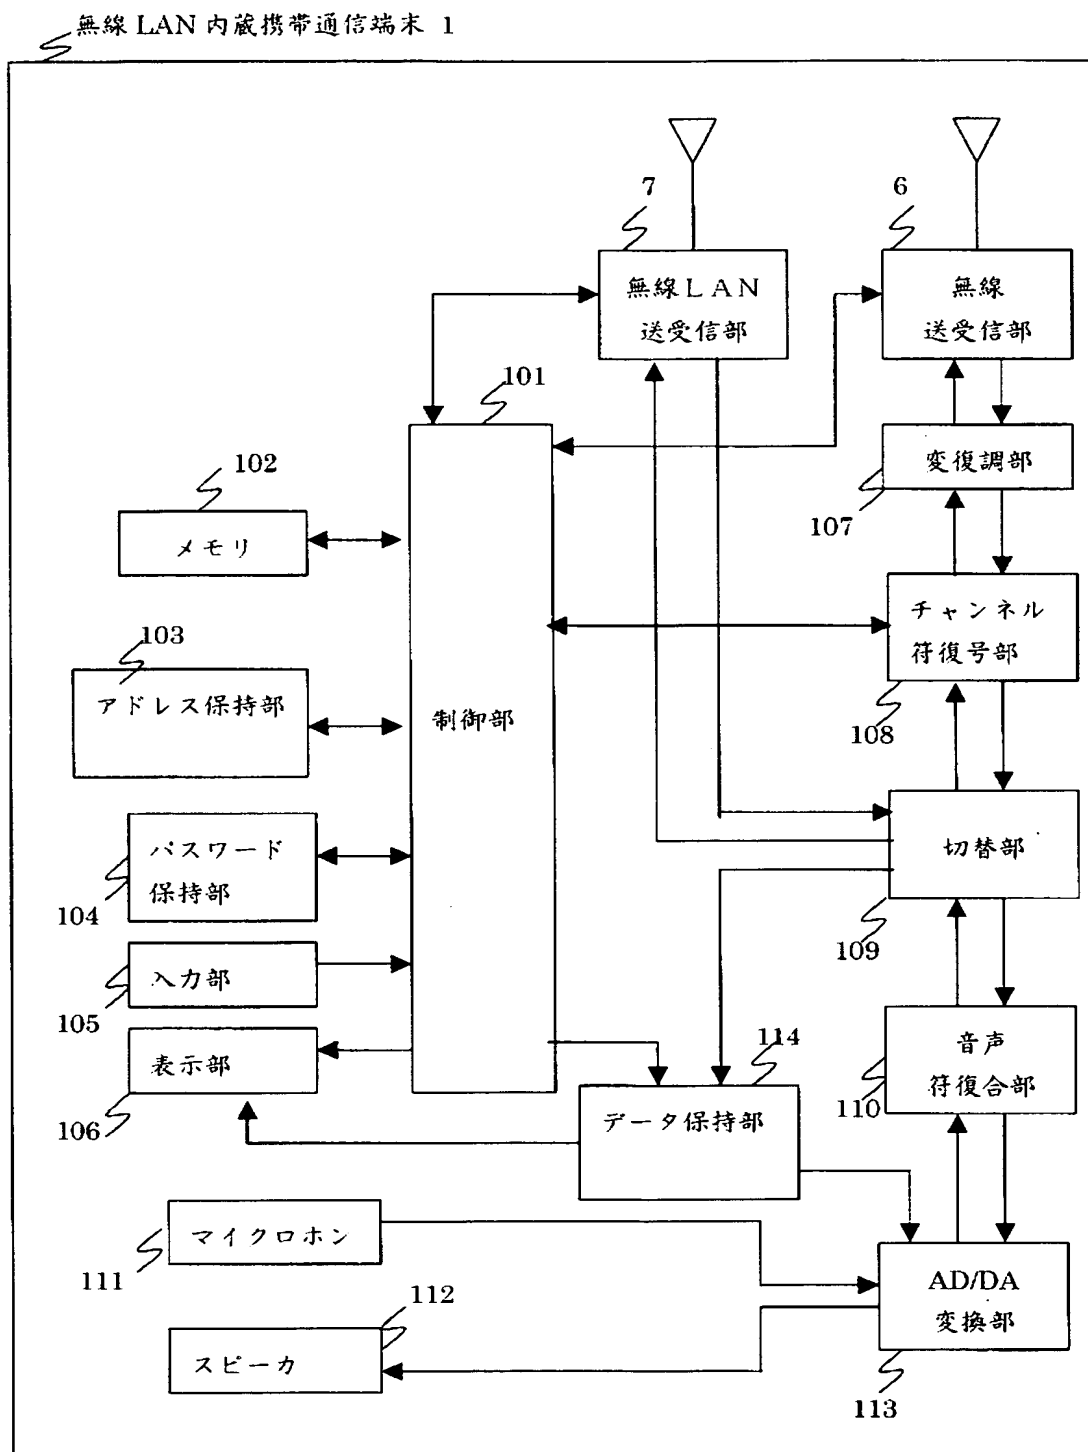 無線LAN内蔵携帯通信端末 1
7
6
無線LAN
送受信部
無線
送受信部
101
102
メモリ
変復調部
107
チャンネル
符復号部
108
103
アドレス保持部
制御部
パスワード
保持部
104
切替部
109
入力部
105
表示部
106
114
データ保持部
音声
符復合部
110
マイクロホン
111
AD/DA
変換部
113
112
スピーカ